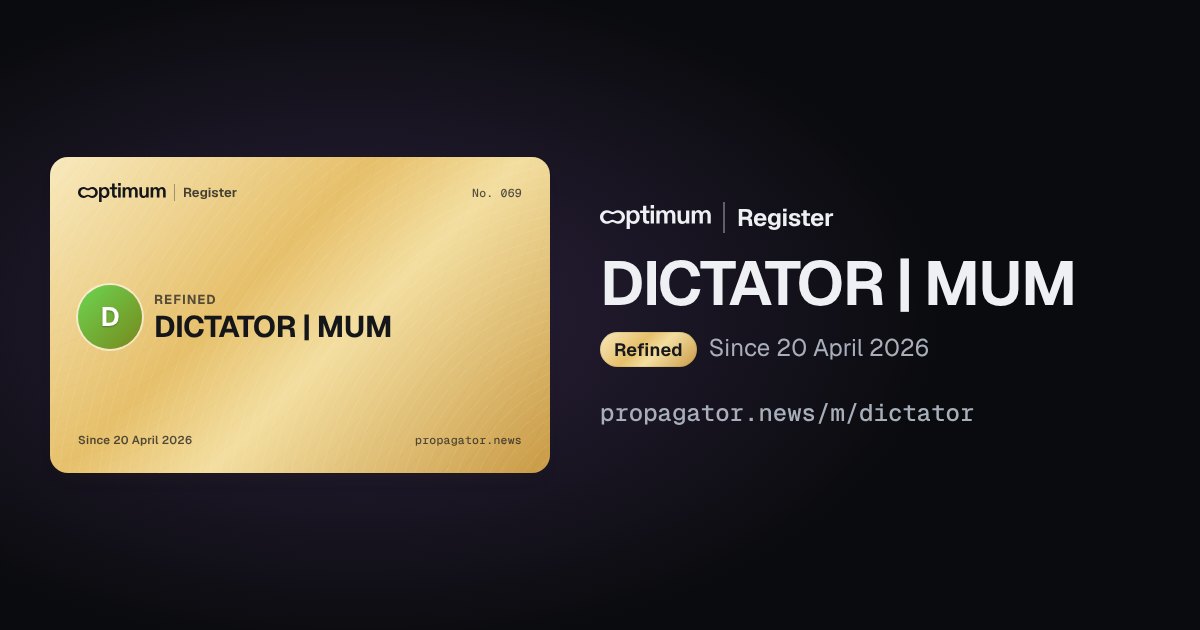 optimum | Register
No. 069
D
REFINED
DICTATOR | MUM
Since 20 April 2026
propagator.news
optimum | Register
DICTATOR | MUM
Refined
Since 20 April 2026
propagator.news/m/dictator